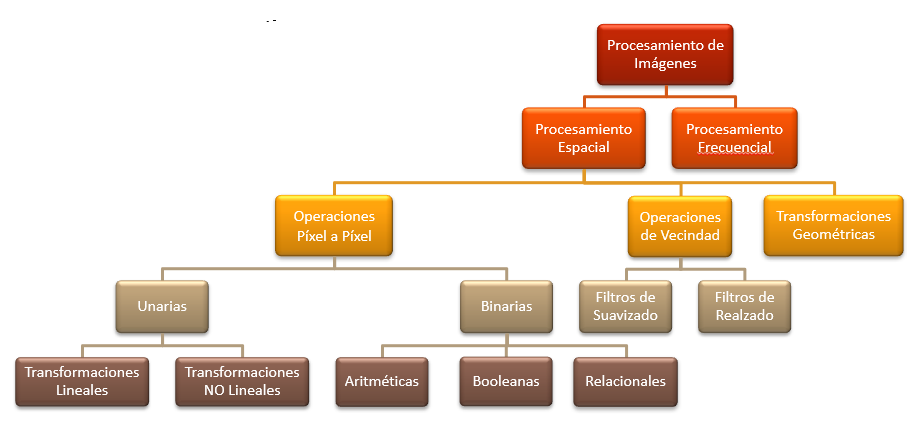 Procesamiento de
Imágenes
Procesamiento
Espacial
Procesamiento
Frecuencial
Operaciones
Píxel a Píxel
Operaciones
de Vecindad
Transformaciones
Geométricas
Unarias
Binarias
Filtros de
Suavizado
Filtros de
Realzado
Transformaciones
Lineales
Transformaciones
NO Lineales
Aritméticas
Booleanas
Relacionales